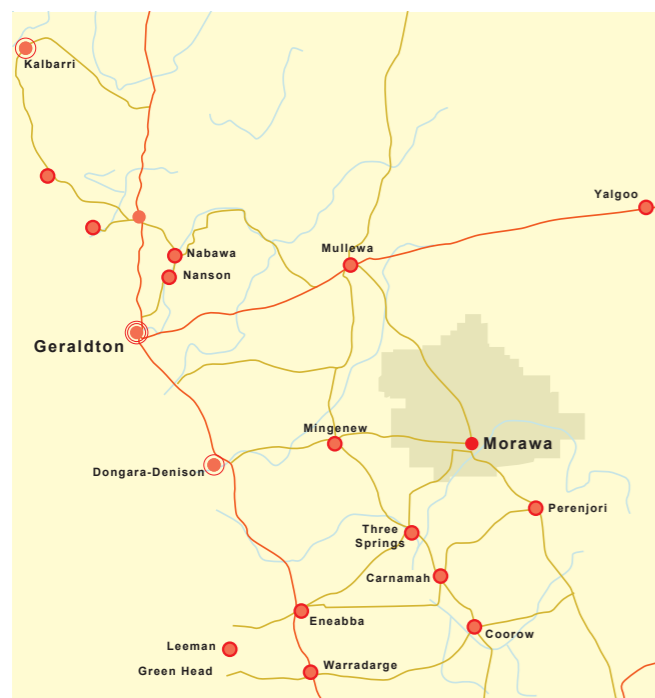 Kalbarri
Yalgoo
Nabawa
Mullewa
Nanson
Geraldton
Mingenew
Morawa
Dongara-Denison
Perenjori
Three
Springs
Carnamah
Eneabba
Coorow
Leeman
Warradarge
Green Head